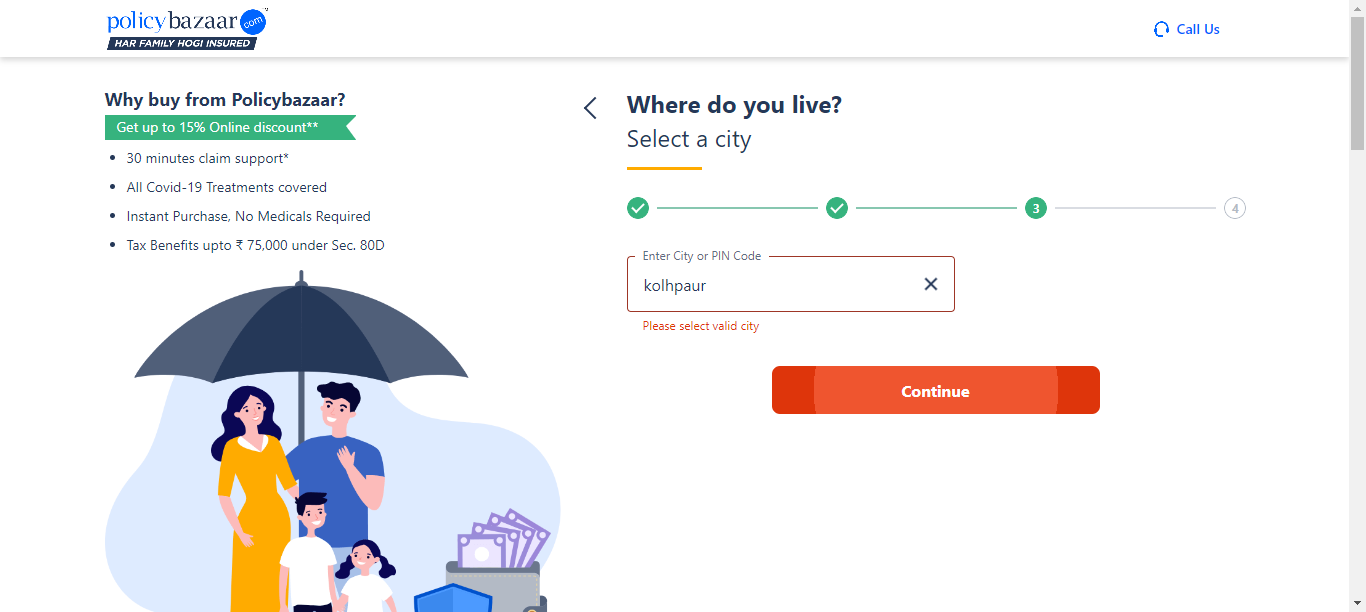 policybazaar.com
HAR FAMILY HOGI INSURED
Call Us
Why buy from Policybazaar?
Get up to 15% Online discount**
30 minutes claim support*
All Covid-19 Treatments covered
Instant Purchase, No Medicals Required
Tax Benefits upto ₹ 75,000 under Sec. 80D
Where do you live?
Select a city
3
4
Enter City or PIN Code
kolhpaur
Please select valid city
Continue